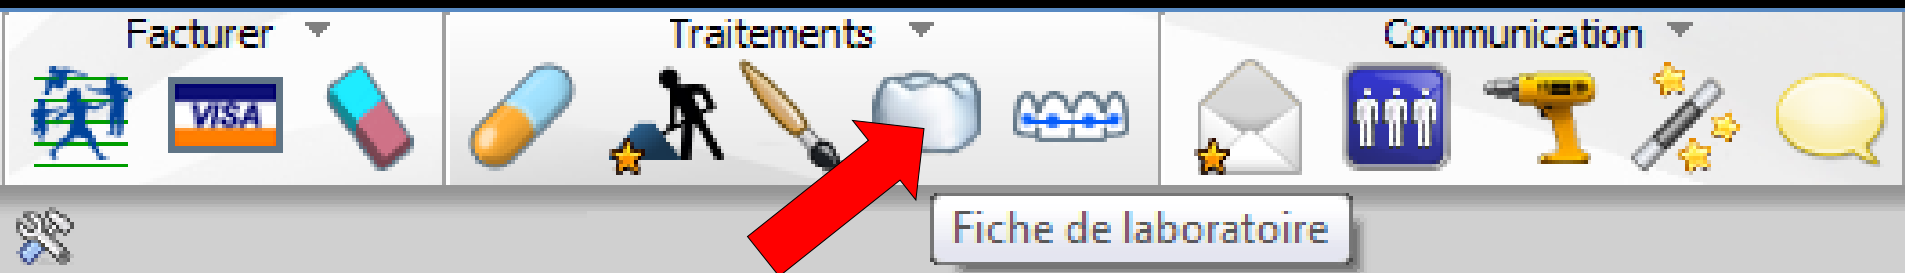 Facturer
Traitements
Communication
VISA
Fiche de laboratoire